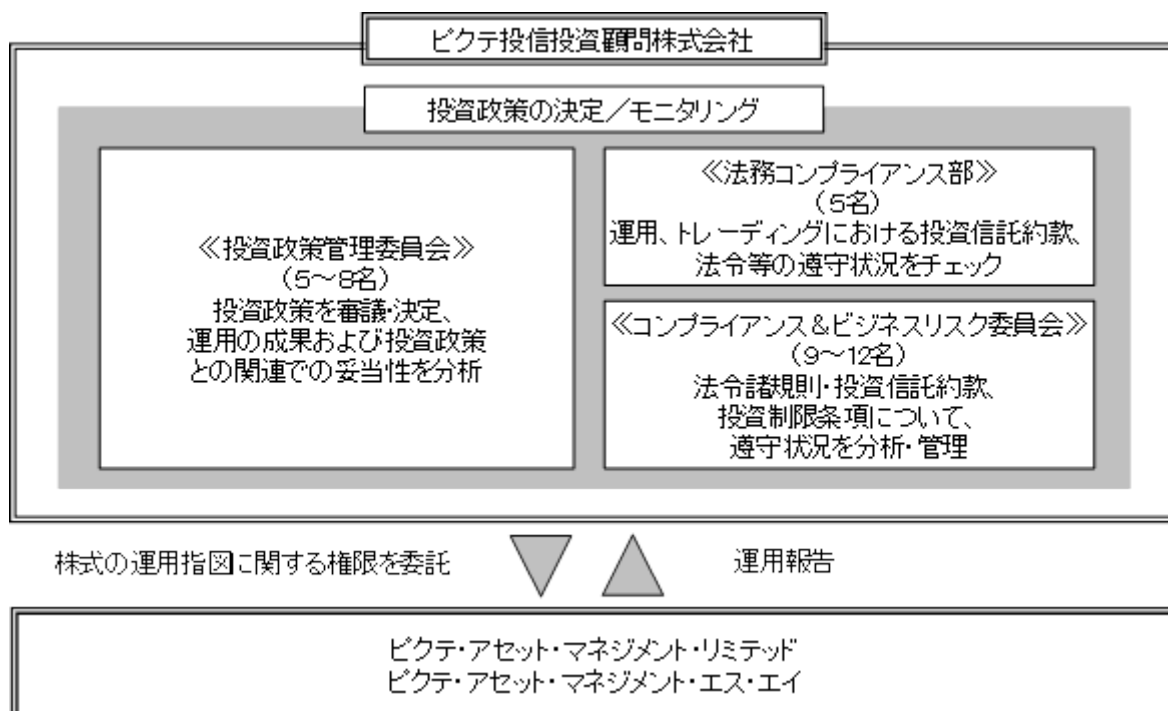 ピクテ投信投資顧問株式会社
投資政策の決定／モニタリング
≪投資政策管理委員会≫
（5～8名）
投資政策を審議・決定、
運用の成果および投資政策
との関連での妥当性を分析
≪法務コンプライアンス部≫
（5名）
運用、トレーディングにおける投資信託約款、
法令等の遵守状況をチェック
≪コンプライアンス＆ビジネスリスク委員会≫
（9～12名）
法令諸規則・投資信託約款、
投資制限条項について、
遵守状況を分析・管理
株式の運用指図に関する権限を委託
運用報告
ピクテ・アセット・マネジメント・リミテッド
ピクテ・アセット・マネジメント・エス・エイ